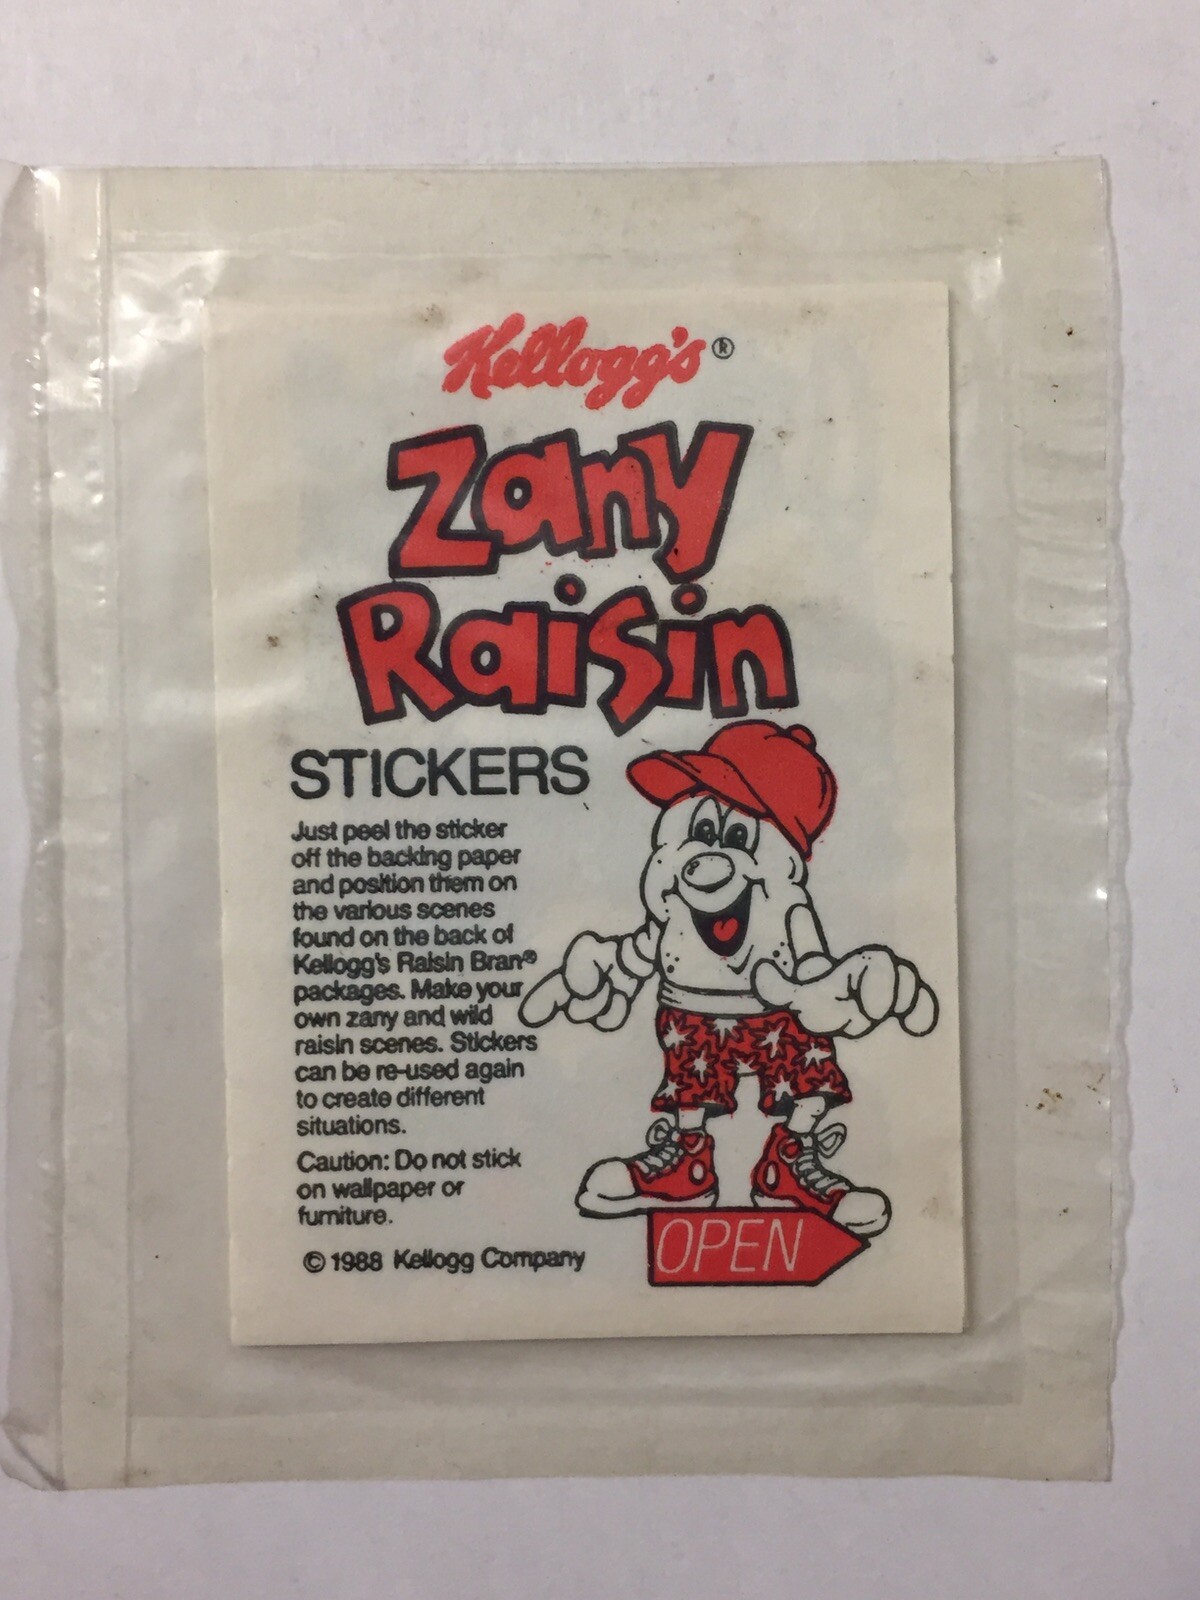 Kellogg's®
Zany
Raisin
STICKERS
Just peel the sticker
off the backing paper
and position them on
the various scenes
found on the back of
Kellogg's Raisin Bran®
packages. Make your
own zany and wild
raisin scenes. Stickers
can be re-used again
to create different
situations.
Caution: Do not stick
on wallpaper or
furniture.
© 1988 Kellogg Company
OPEN